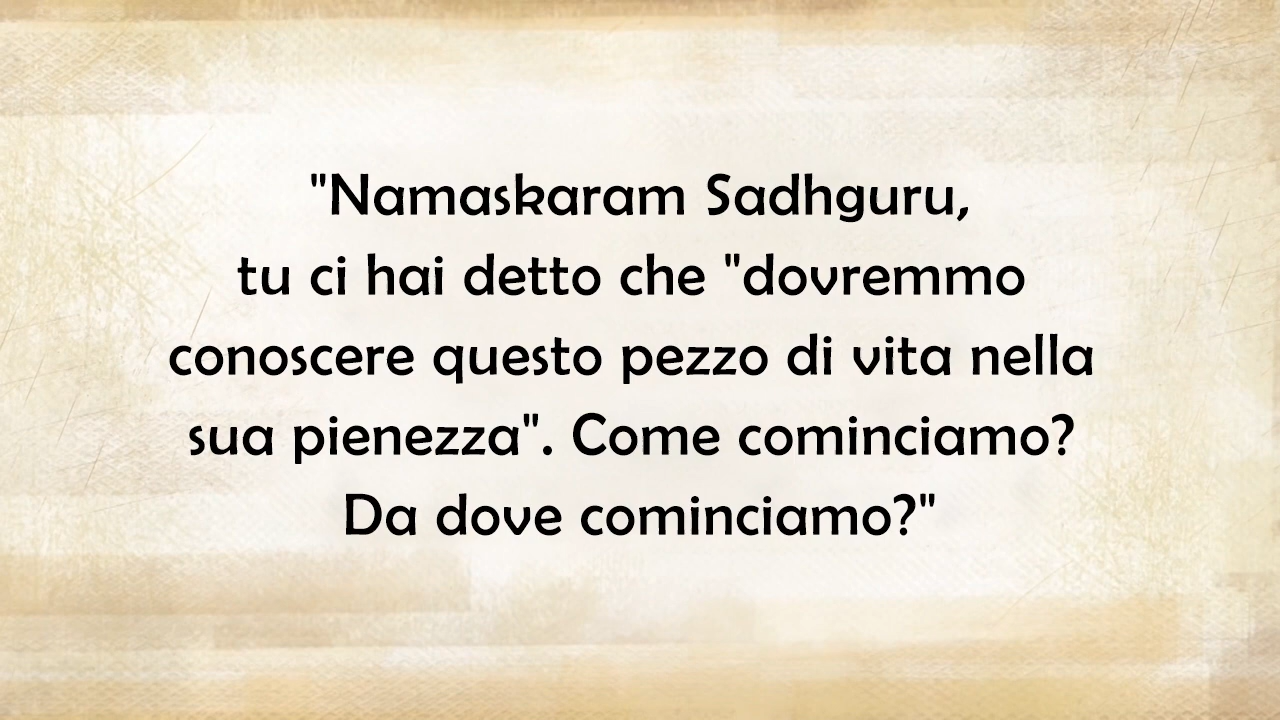 "Namaskaram Sadhguru,
tu ci hai detto che "dovremmo
conoscere questo pezzo di vita nella
sua pienezza". Come cominciamo?
Da dove cominciamo?"